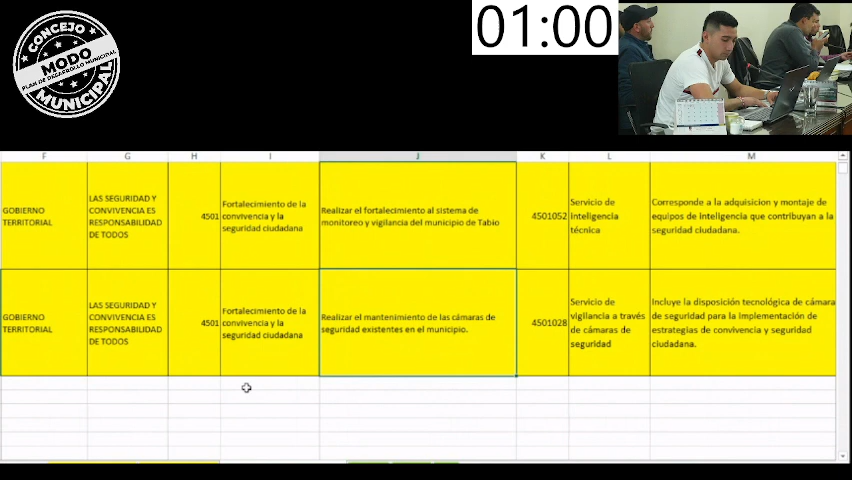 CONCEJO
MODO
PLAN DE DESARROLLO MUNICIPAL
MUNICIPAL
01:00
F G H I J K L M
GOBIERNO
TERRITORIAL
LAS SEGURIDAD Y
CONVIVENCIA ES
RESPONSABILIDAD
DE TODOS
4501
Fortalecimiento de la
convivencia y la
seguridad ciudadana
Realizar el fortalecimiento al sistema de
monitoreo y vigilancia del municipio de Tabio
4501052
Servicio de
inteligencia
técnica
Corresponde a la adquisicion y montaje de
equipos de inteligencia que contribuyan a la
seguridad ciudadana.
GOBIERNO
TERRITORIAL
LAS SEGURIDAD Y
CONVIVENCIA ES
RESPONSABILIDAD
DE TODOS
4501
Fortalecimiento de la
convivencia y la
seguridad ciudadana
Realizar el mantenimiento de las cámaras de
seguridad existentes en el municipio.
4501028
Servicio de
vigilancia a través
de cámaras de
seguridad
Incluye la disposición tecnológica de cámara
de seguridad para la implementación de
estrategias de convivencia y seguridad
ciudadana.